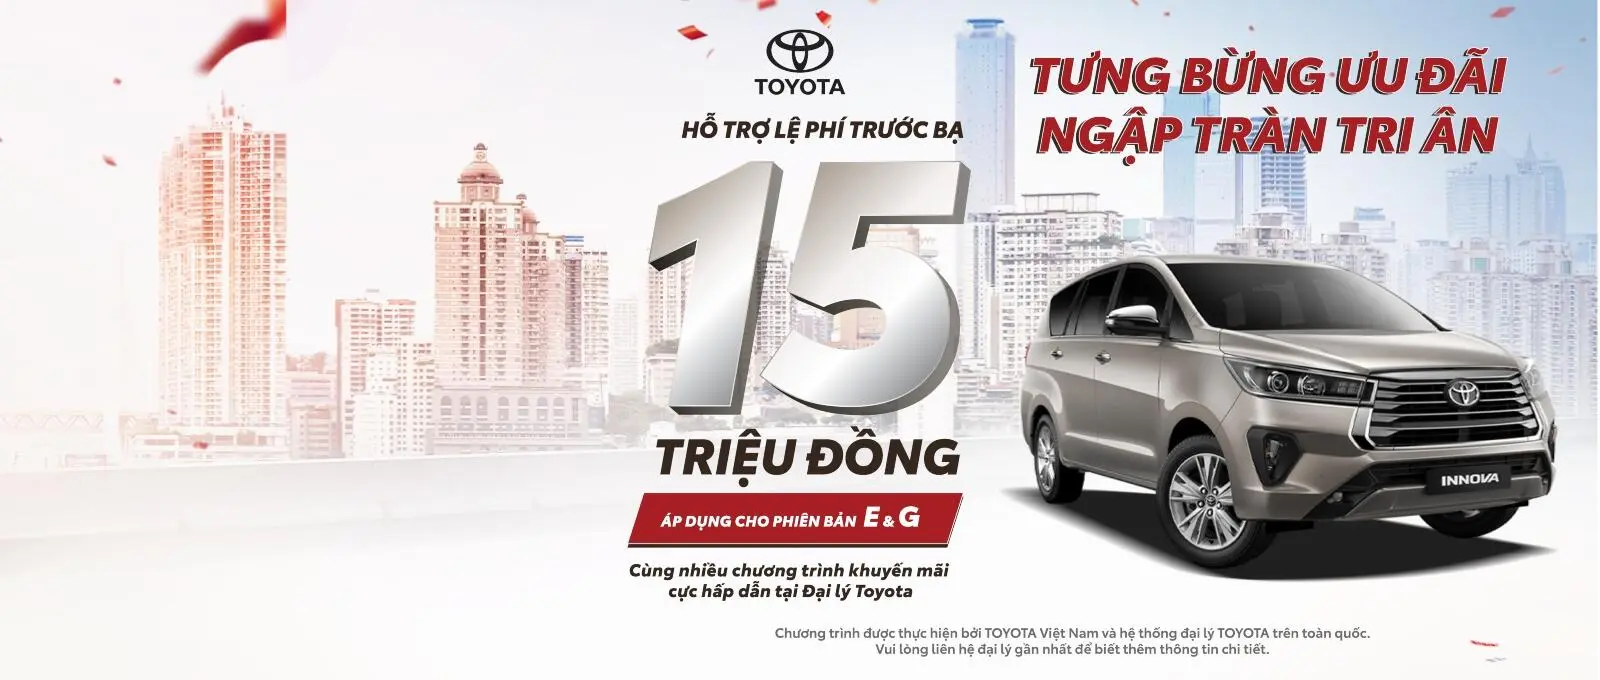 TOYOTA
HỖ TRỢ LỆ PHÍ TRƯỚC BẠ
15
TRIỆU ĐỒNG
ÁP DỤNG CHO PHIÊN BẢN E & G
Cùng nhiều chương trình khuyến mãi
cực hấp dẫn tại Đại lý Toyota
TƯNG BỪNG ƯU ĐÃI
NGẬP TRÀN TRI ÂN
INNOVA
Chương trình được thực hiện bởi TOYOTA Việt Nam và hệ thống đại lý TOYOTA trên toàn quốc.
Vui lòng liên hệ đại lý gần nhất để biết thêm thông tin chi tiết.